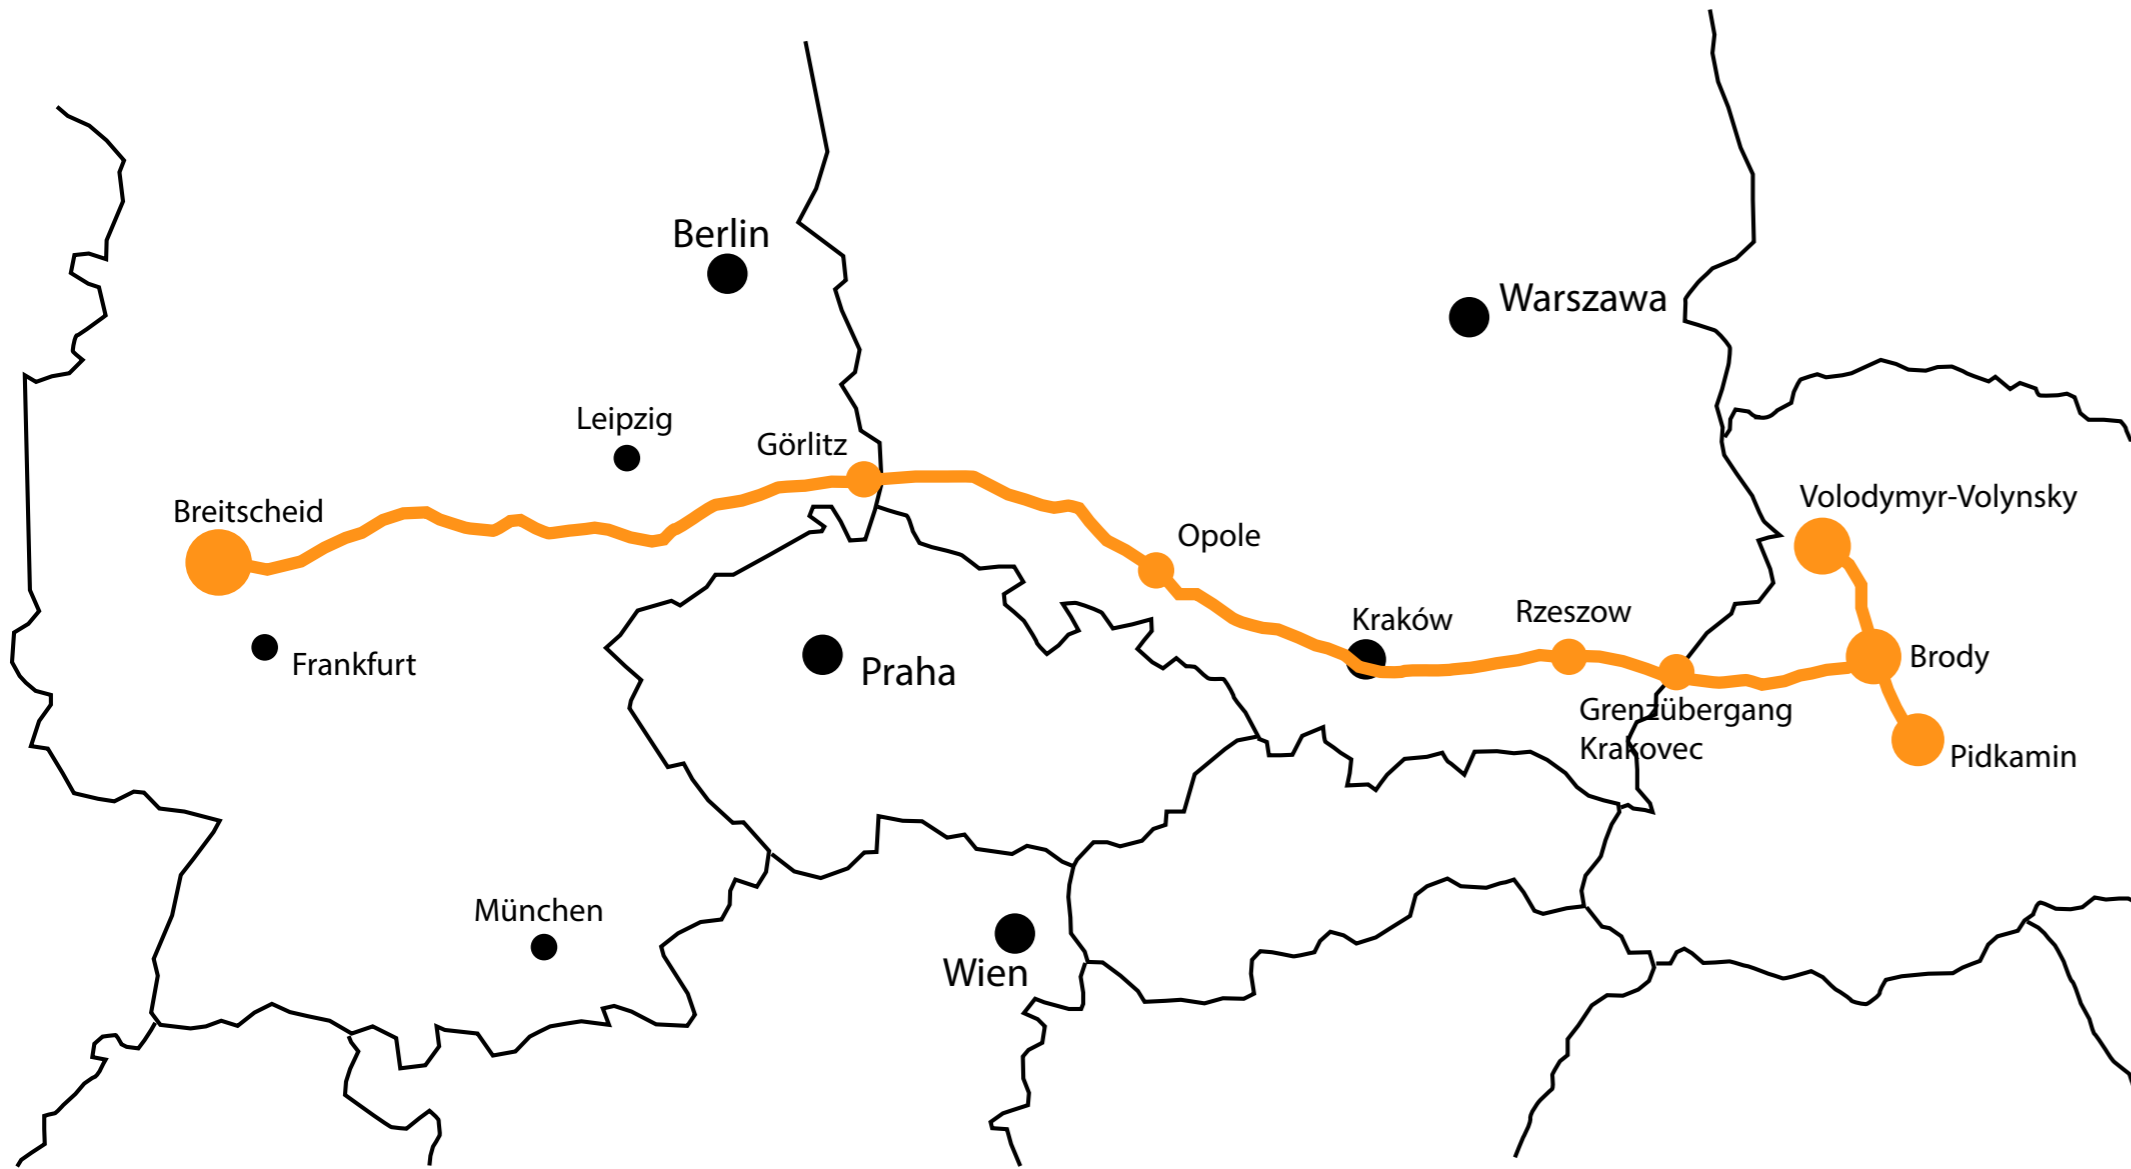 Berlin
Warszawa
Leipzig
Görlitz
Breitscheid
Volodymyr-Volynsky
Opole
Kraków
Rzeszow
Frankfurt
Praha
Brody
Grenzübergang
Krakovec
Pidkamin
München
Wien